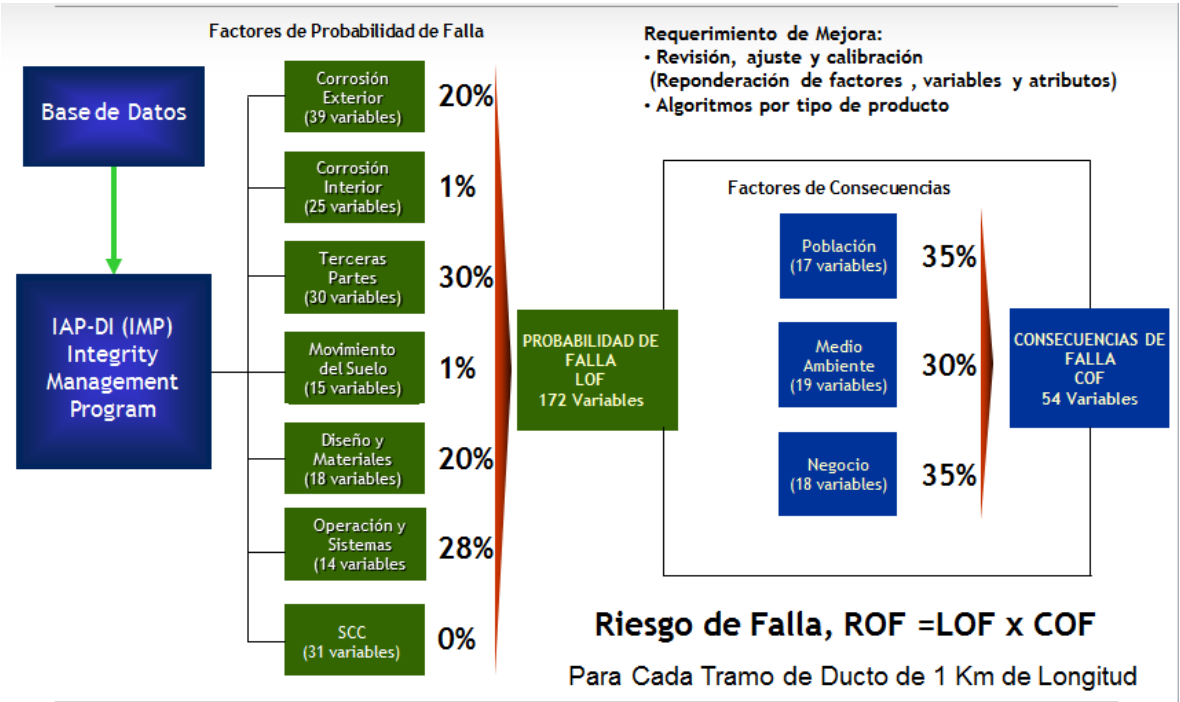 Factores de Probabilidad de Falla
Requerimiento de Mejora:
• Revisión, ajuste y calibración
(Reponderación de factores , variables y atributos)
• Algoritmos por tipo de producto
Base de Datos
IAP-DI (IMP)
Integrity
Management
Program
Corrosión
Exterior
(39 variables)
20%
Corrosión
Interior
(25 variables)
1%
Terceras
Partes
(30 variables)
30%
Movimiento
del Suelo
(15 variables)
1%
Diseño y
Materiales
(18 variables)
20%
Operación y
Sistemas
(14 variables
28%
SCC
(31 variables)
0%
PROBABILIDAD DE
FALLA
LOF
172 Variables
Factores de Consecuencias
Población
(17 variables)
35%
Medio
Ambiente
(19 variables)
30%
Negocio
(18 variables)
35%
CONSECUENCIAS DE
FALLA
COF
54 Variables
Riesgo de Falla, ROF =LOF x COF
Para Cada Tramo de Ducto de 1 Km de Longitud